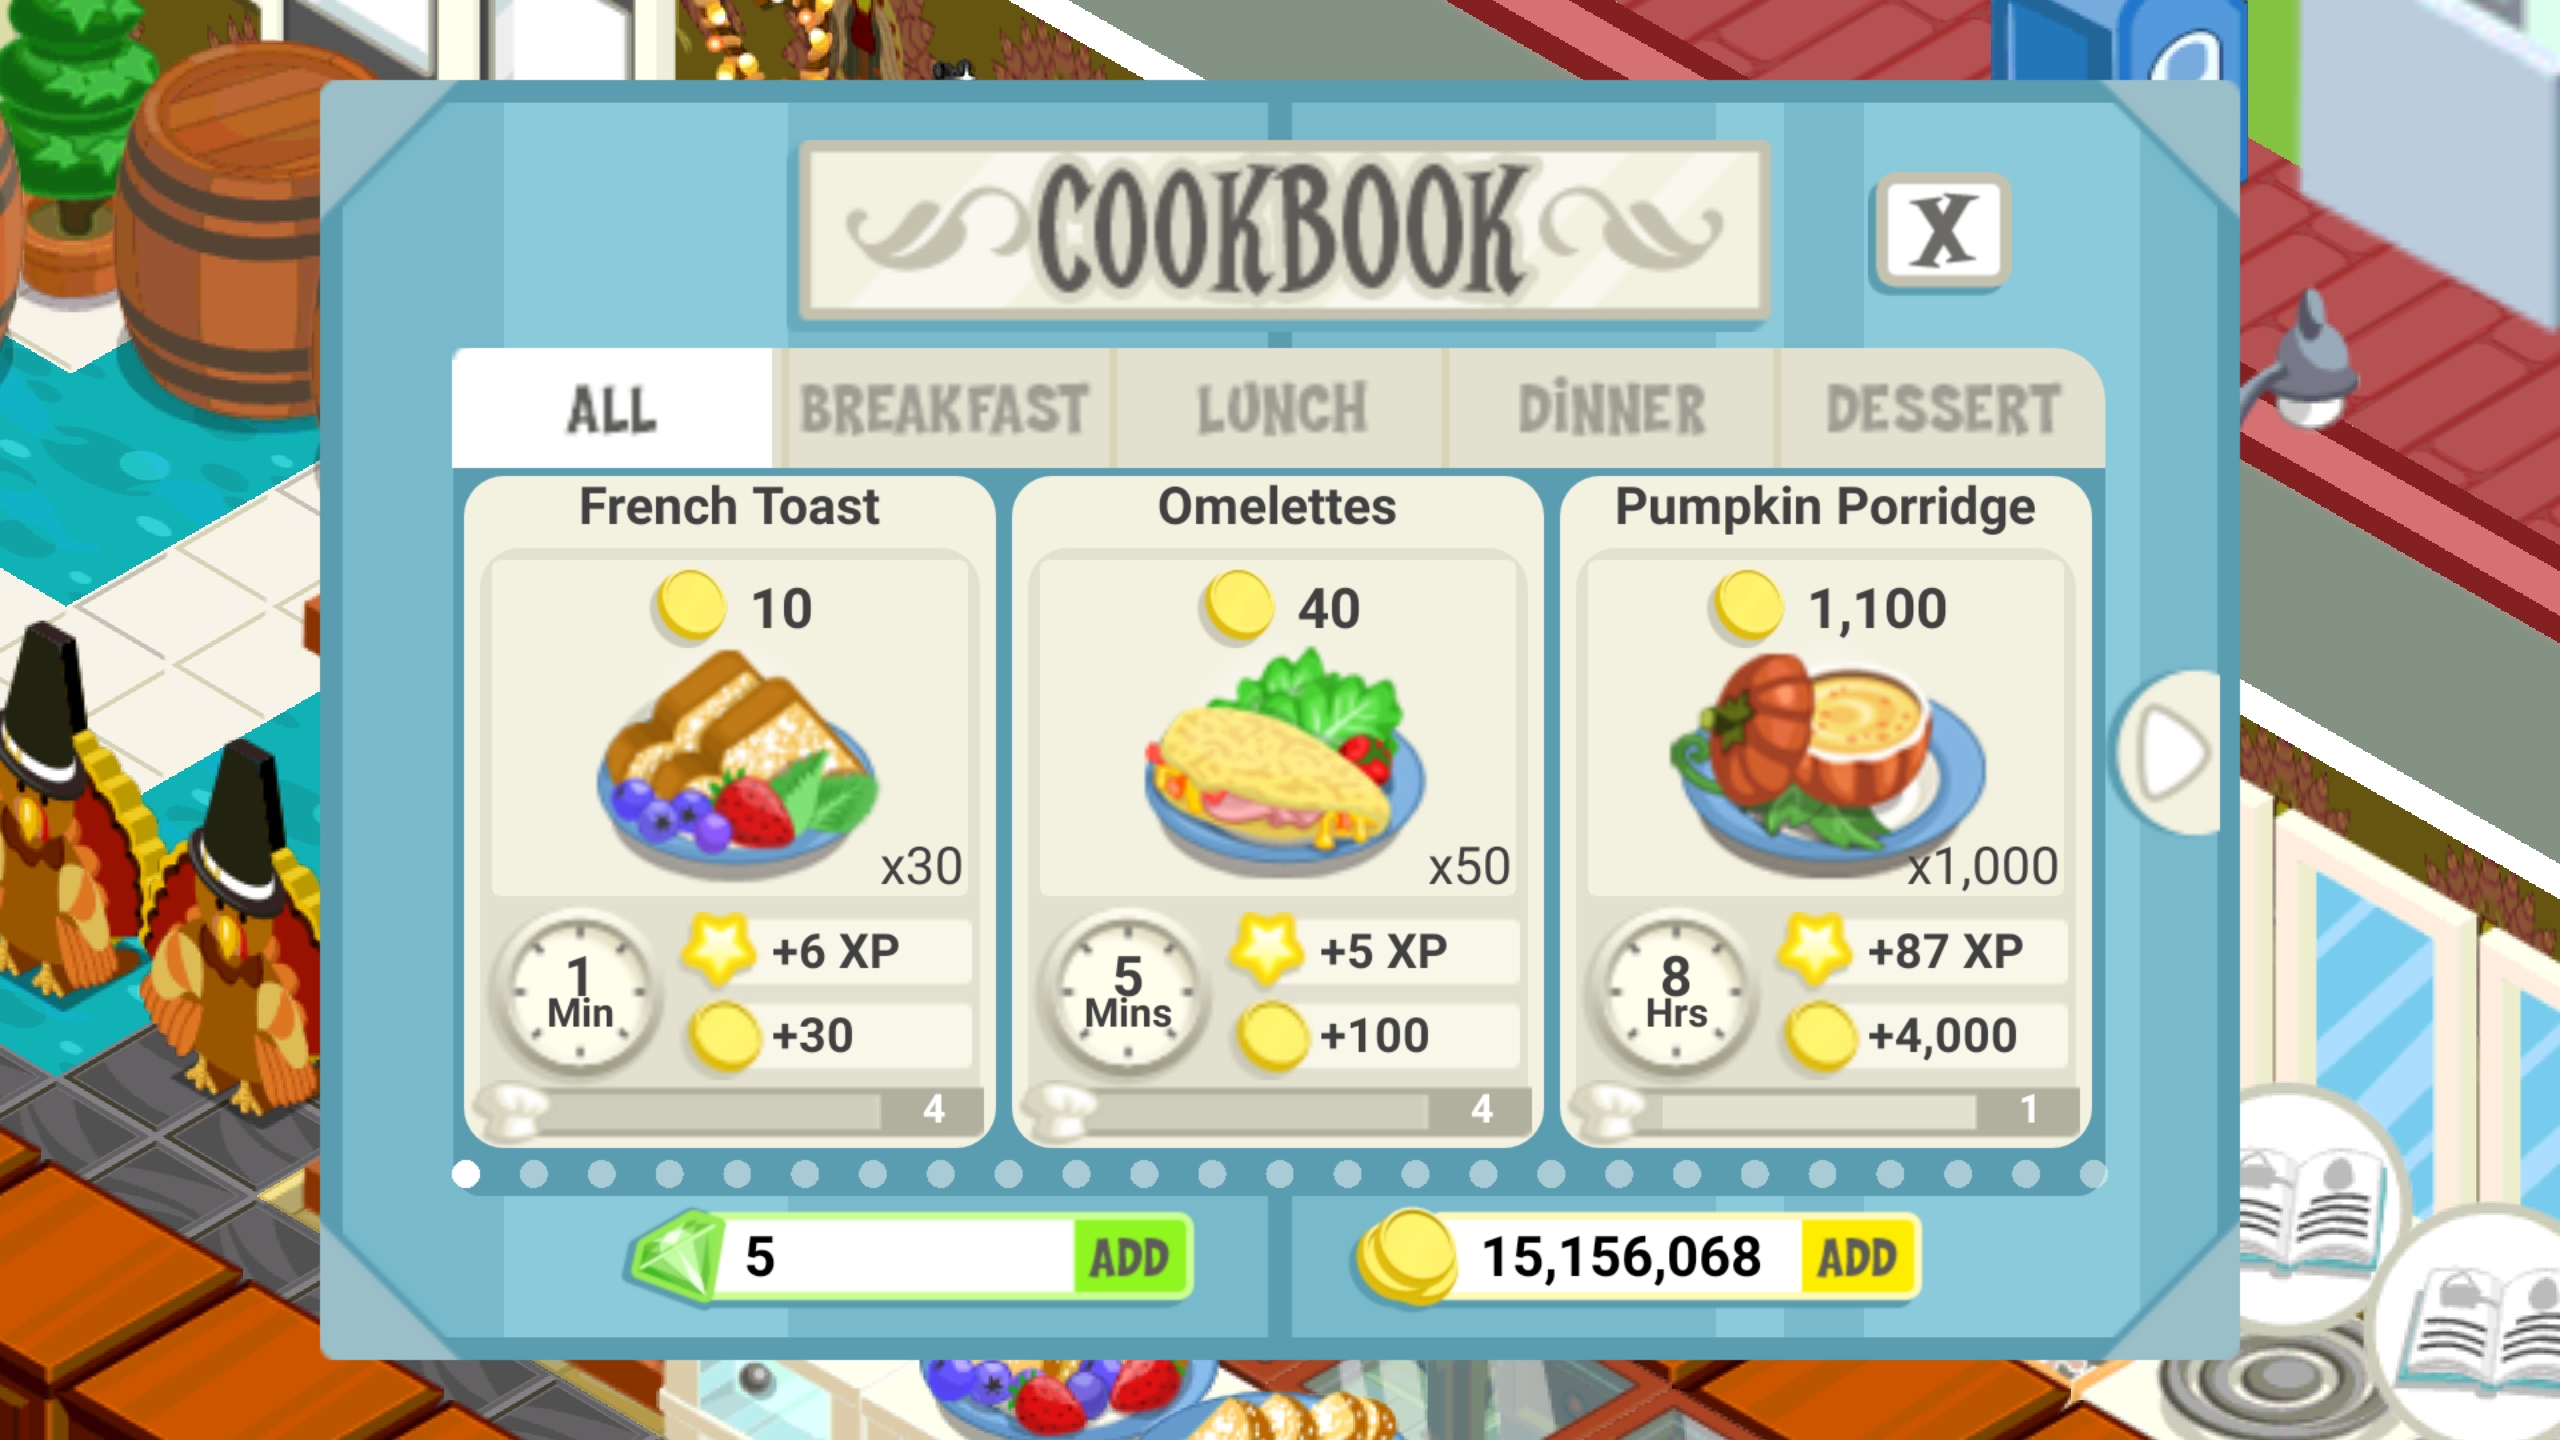 COOKBOOK
X
ALL BREAKFAST LUNCH DINNER DESSERT
French Toast
10
x30
1
Min
+6 XP
+30
4
Omelettes
40
x50
5
Mins
+5 XP
+100
4
Pumpkin Porridge
1,100
x1,000
8
Hrs
+87 XP
+4,000
1
5 ADD
15,156,068 ADD